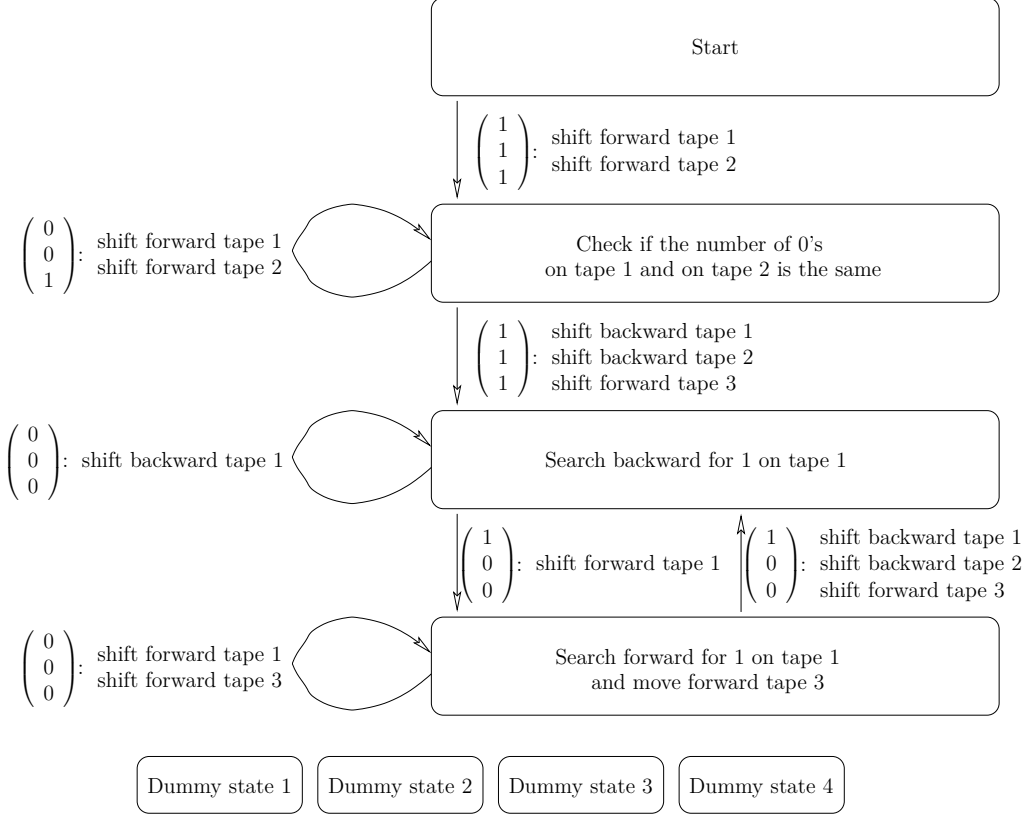 Start
1
1
1
: shift forward tape 1
shift forward tape 2
0
0
1
: shift forward tape 1
shift forward tape 2
Check if the number of 0's
on tape 1 and on tape 2 is the same
1
1
1
: shift backward tape 1
shift backward tape 2
shift forward tape 3
0
0
0
: shift backward tape 1
Search backward for 1 on tape 1
1
0
0
: shift forward tape 1
1
0
0
: shift backward tape 1
shift backward tape 2
shift forward tape 3
0
0
0
: shift forward tape 1
shift forward tape 3
Search forward for 1 on tape 1
and move forward tape 3
Dummy state 1
Dummy state 2
Dummy state 3
Dummy state 4